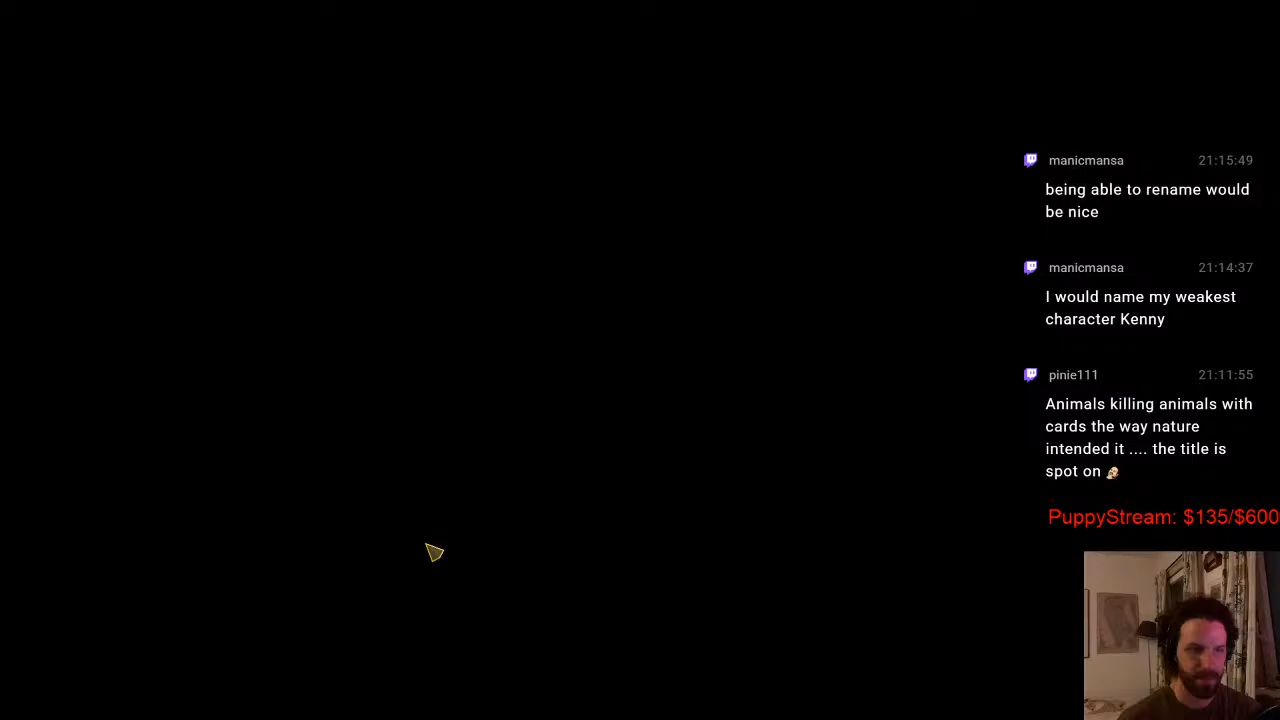 manicmansa 21:15:49
being able to rename would
be nice
manicmansa 21:14:37
I would name my weakest
character Kenny
pinie111 21:11:55
Animals killing animals with
cards the way nature
intended it .... the title is
spot on
PuppyStream: $135/$600